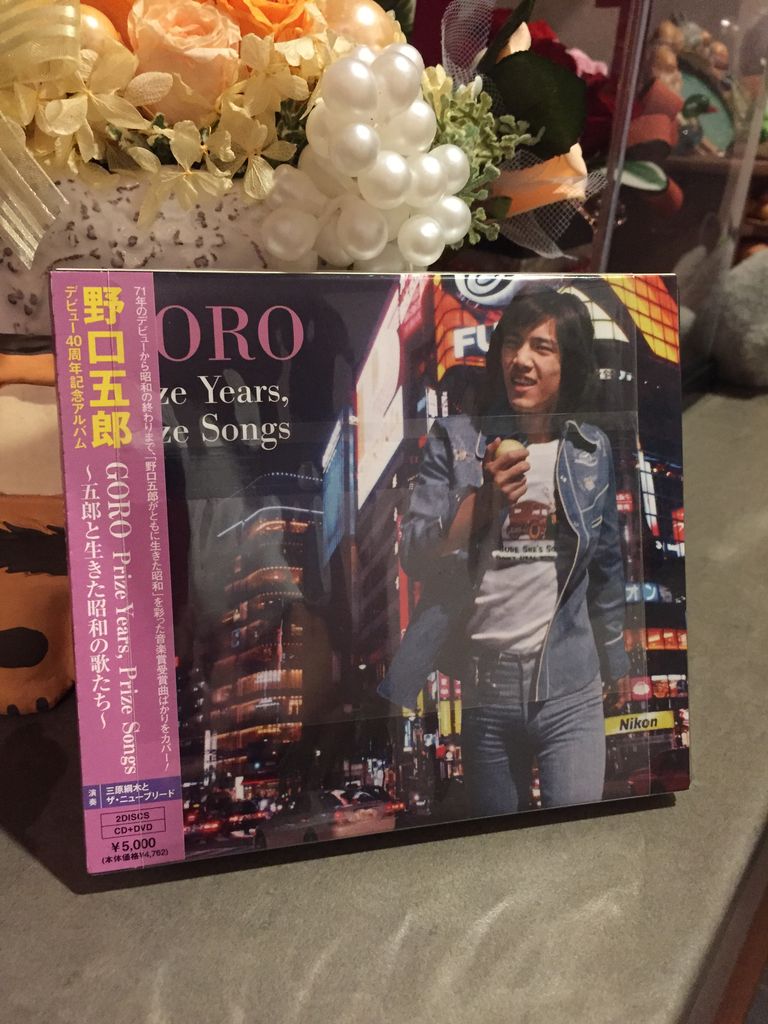 71年のデビューから昭和の終わりまで、「野口五郎がともに生きた昭和」を彩った音楽賞受賞曲ばかりをカバー！
野口五郎
デビュー40周年記念アルバム
GORO Prize Years, Prize Songs
～五郎と生きた昭和の歌たち～
演奏
三原綱木と
ザ・ニューブリード
2DISCS
CD+DVD
¥5,000
(本体価格¥4,762)
ORO
ze Years,
ze Songs
FU
Nikon
オン